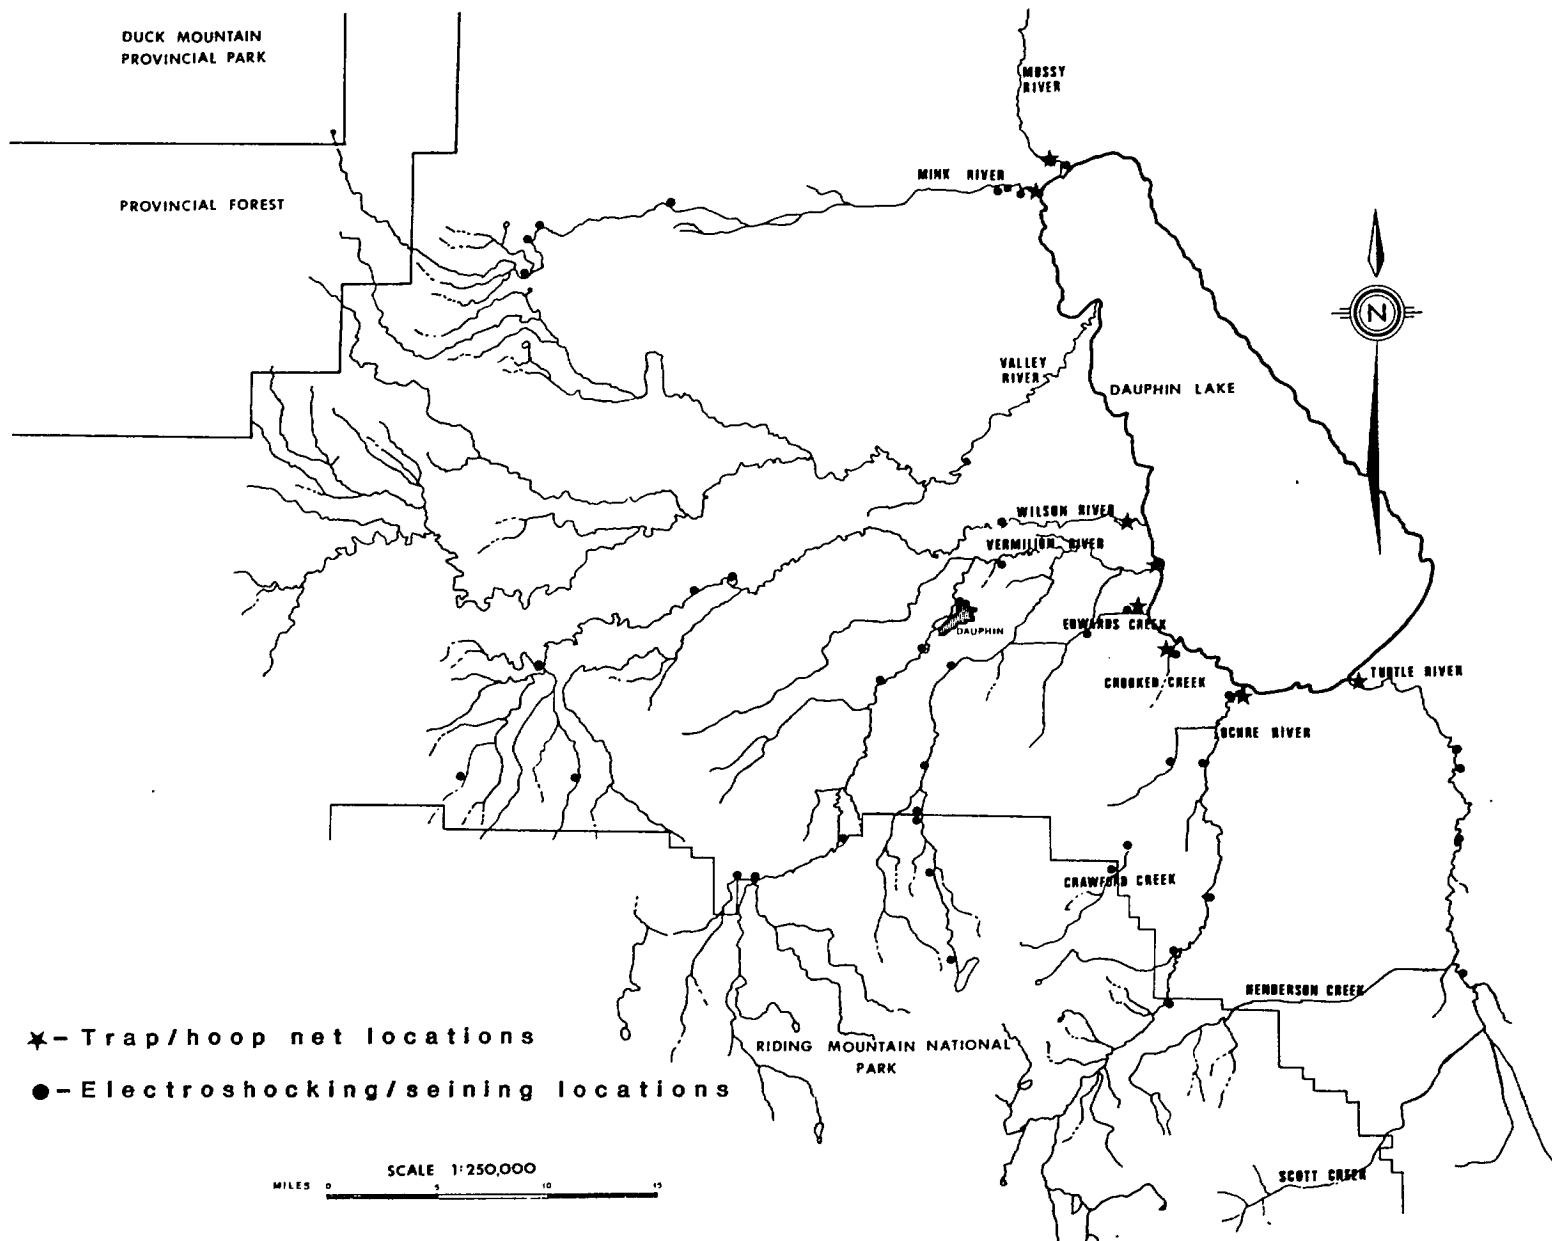 DUCK MOUNTAIN
PROVINCIAL PARK
MOSSY
RIVER
MINK RIVER
PROVINCIAL FOREST
N
VALLEY
RIVER
DAUPHIN LAKE
WILSON RIVER
VERMILION RIVER
EDWARDS CREEK
DAUPHIN
CROOKED CREEK
TURTLE RIVER
OCHRE RIVER
CRAWFORD CREEK
HENDERSON CREEK
★ - Trap/hoop net locations
RIDING MOUNTAIN NATIONAL
PARK
● - Electroshocking/seining locations
SCALE 1:250,000
MILES 0 5 10 15
SCOTT CREEK